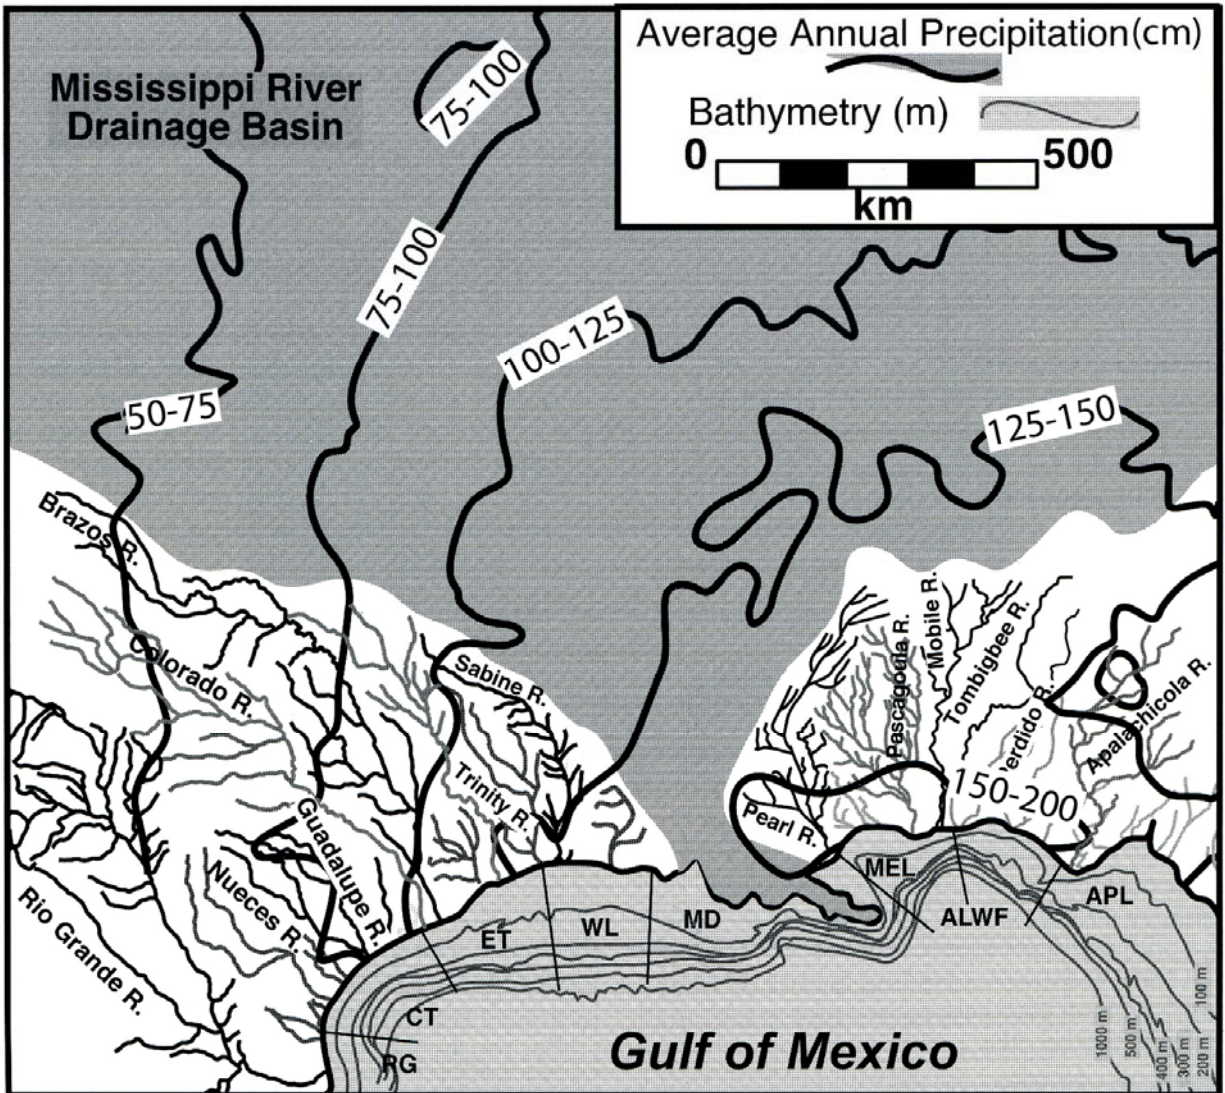 Average Annual Precipitation(cm)
Bathymetry (m)
0
500
km
Mississippi River
Drainage Basin
75-100
75-100
100-125
50-75
125-150
Brazos R.
Colorado R.
Sabine R.
Trinity R.
Guadalupe R.
Nueces R.
Rio Grande R.
Pascagoula R.
Mobile R.
Tombigbee R.
erdido R.
Apalachicola R.
150-200
Pearl R.
MEL
APL
ALWF
MD
WL
ET
CT
RG
Gulf of Mexico
1000 m
500 m
400 m
300 m
200 m
100 m